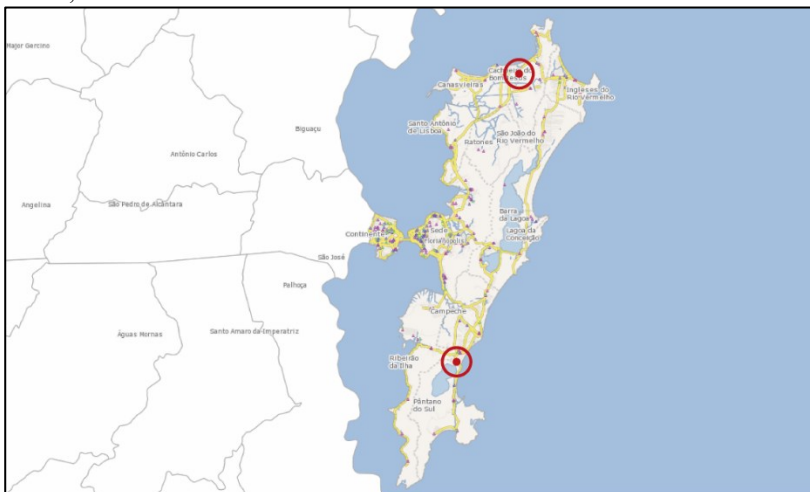 Major Gercino
Cachoeira do
Bom Jesus
Canasvieiras
Ingleses do
Rio Vermelho
Santo Antônio
de Lisboa
São João do
Rio Vermelho
Biguaçu
Ratones
Antônio Carlos
Angelina
São Pedro de Alcântara
Barra
da Lagoa
Continente
Sede
Florianópolis
Lagoa da
Conceição
São José
Palhoça
Campeche
Águas Mornas
Santo Amaro da Imperatriz
Ribeirão
da Ilha
Pântano
do Sul